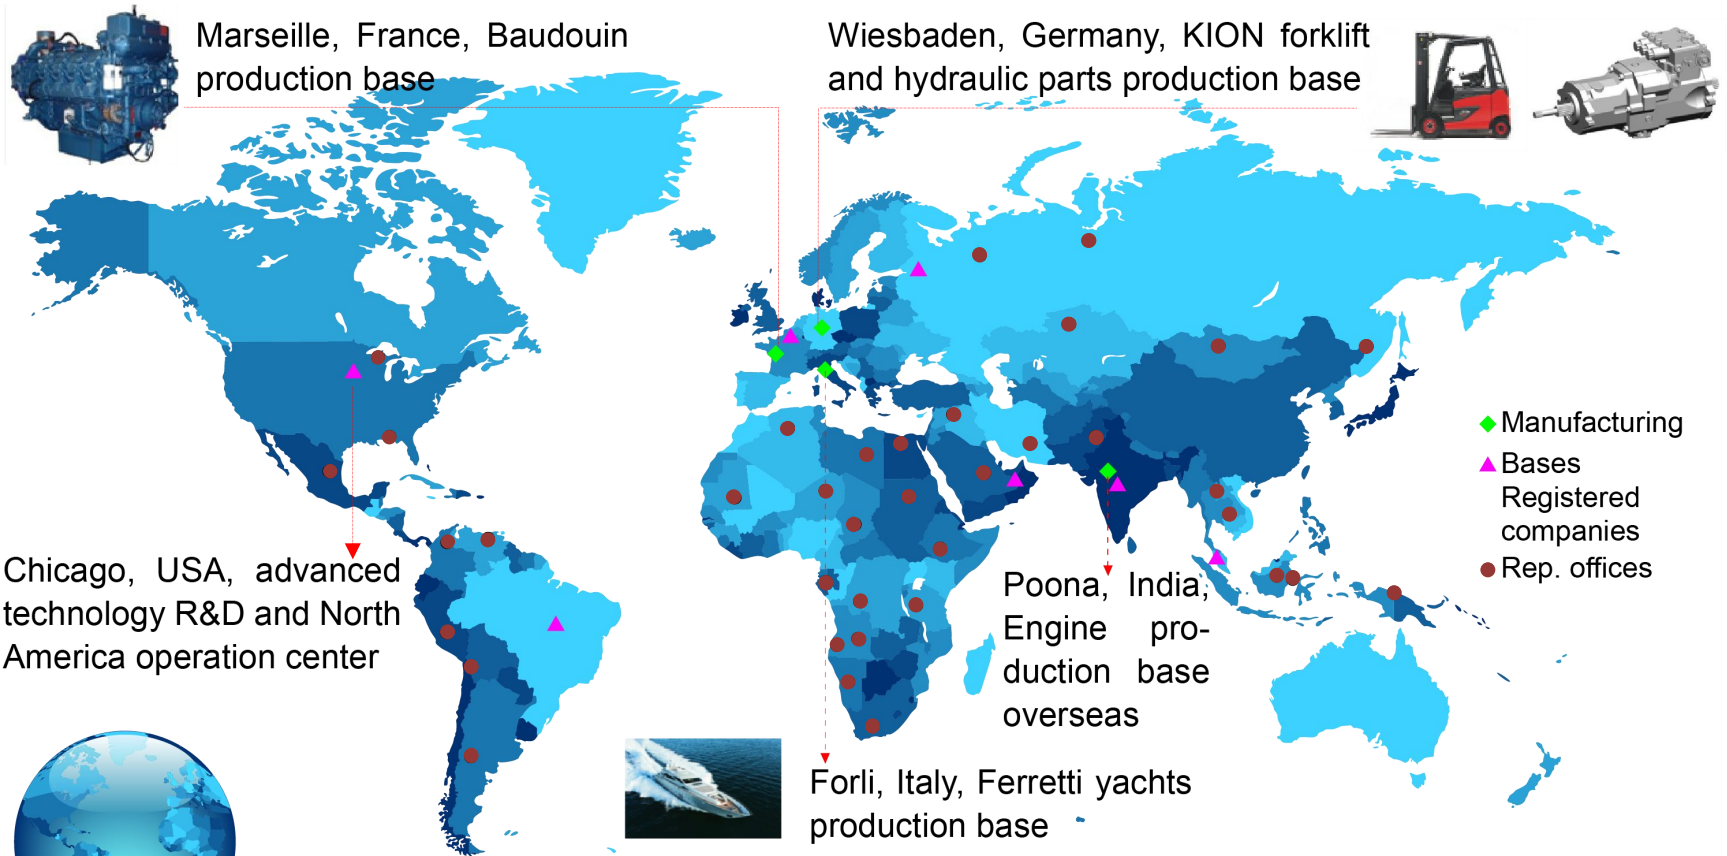 Marseille, France, Baudouin
production base
Wiesbaden, Germany, KION forklift
and hydraulic parts production base
Manufacturing
Bases
Registered
companies
Rep. offices
Chicago, USA, advanced
technology R&D and North
America operation center
Poona, India,
Engine pro-
duction base
overseas
Forli, Italy, Ferretti yachts
production base